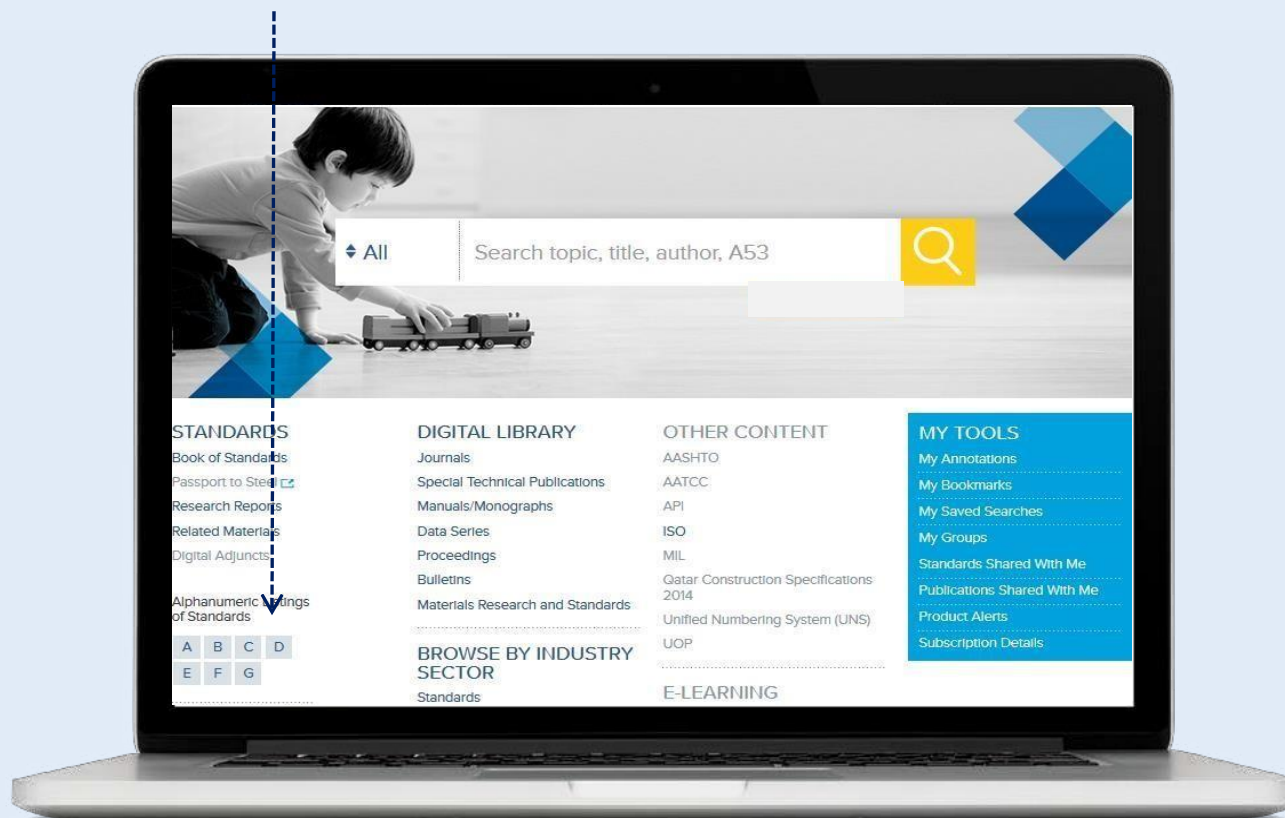 All
Search topic, title, author, A53
STANDARDS
Book of Standards
Passport to Steel
Research Reports
Related Materials
Digital Adjuncts
Alphanumeric Listings
of Standards
A B C D
E F G
DIGITAL LIBRARY
Journals
Special Technical Publications
Manuals/Monographs
Data Series
Proceedings
Bulletins
Materials Research and Standards
BROWSE BY INDUSTRY
SECTOR
Standards
OTHER CONTENT
AASHTO
AATCC
API
ISO
MIL
Qatar Construction Specifications
2014
Unified Numbering System (UNS)
UOP
E-LEARNING
MY TOOLS
My Annotations
My Bookmarks
My Saved Searches
My Groups
Standards Shared With Me
Publications Shared With Me
Product Alerts
Subscription Details